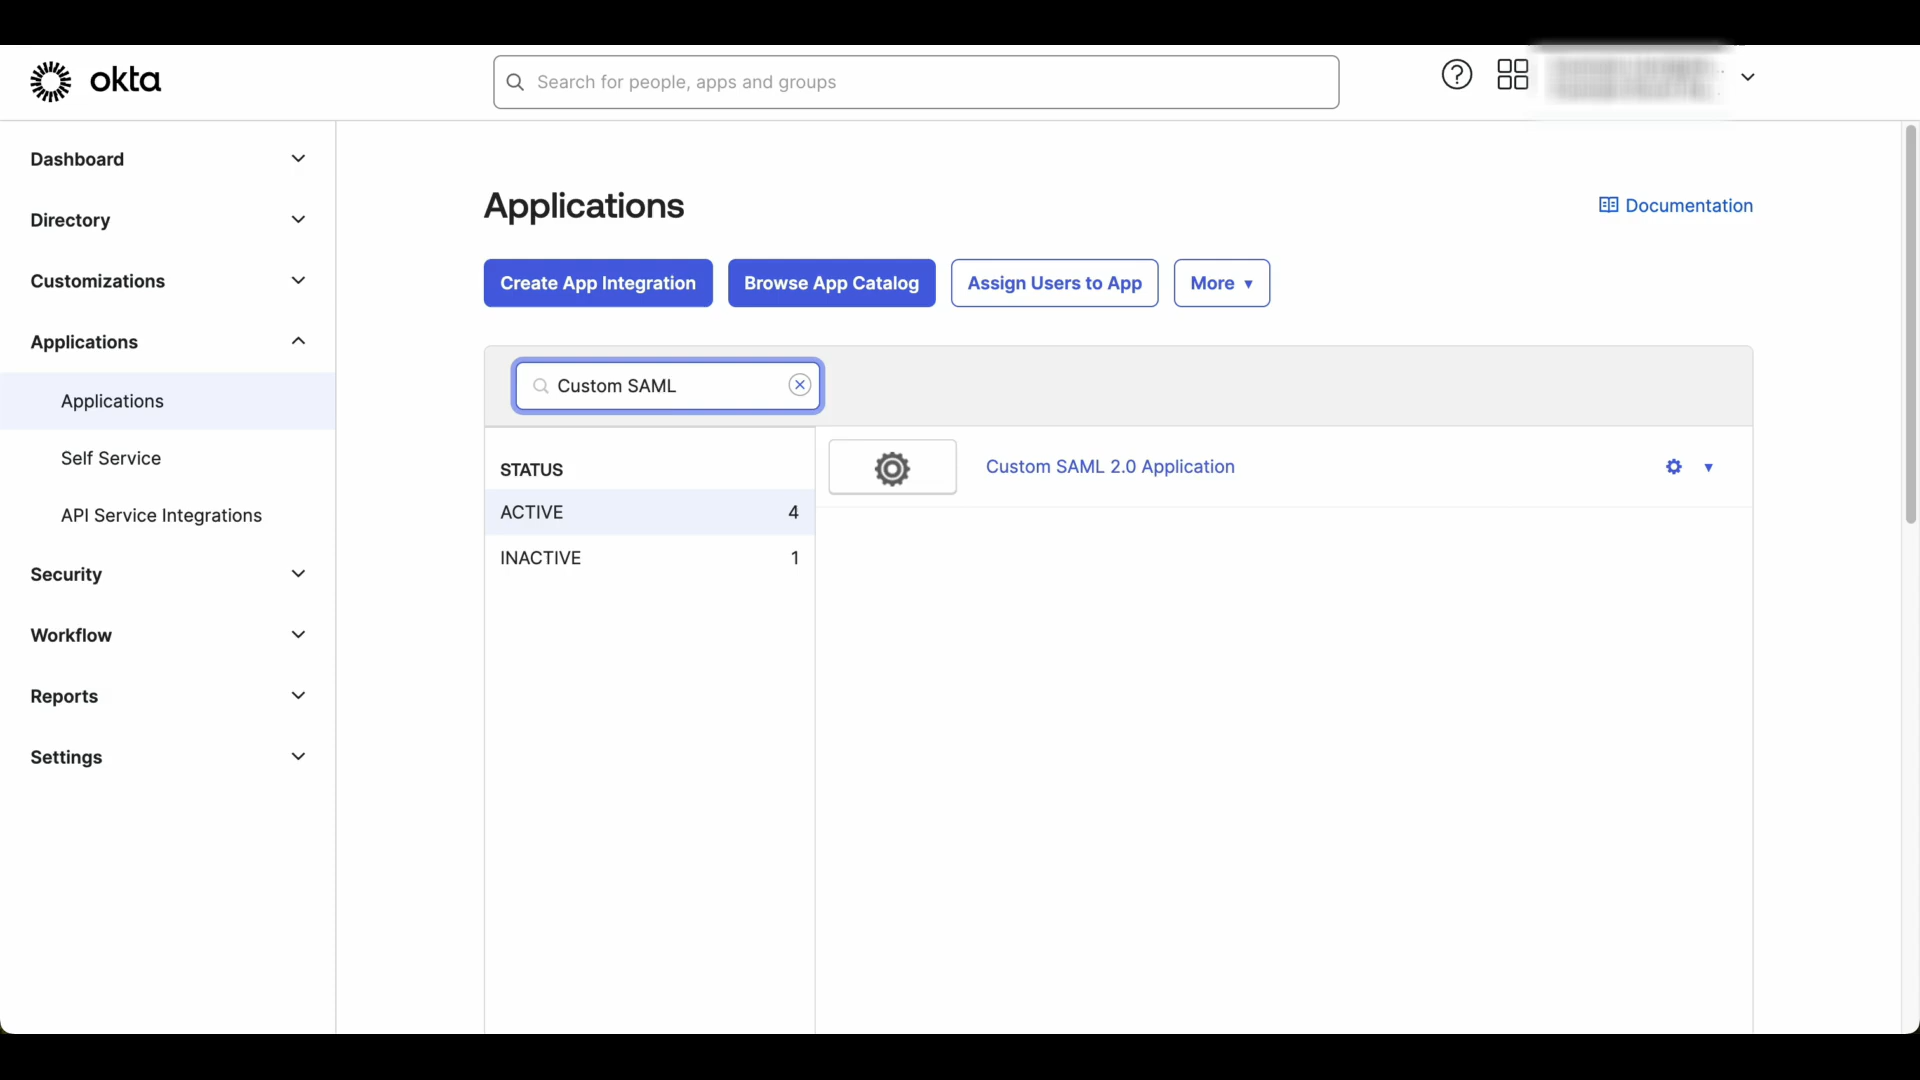 okta
Search for people, apps and groups
Dashboard
Directory
Customizations
Applications
Applications
Self Service
API Service Integrations
Security
Workflow
Reports
Settings
Applications
Documentation
Create App Integration
Browse App Catalog
Assign Users to App
More
Custom SAML
STATUS
ACTIVE 4
INACTIVE 1
Custom SAML 2.0 Application